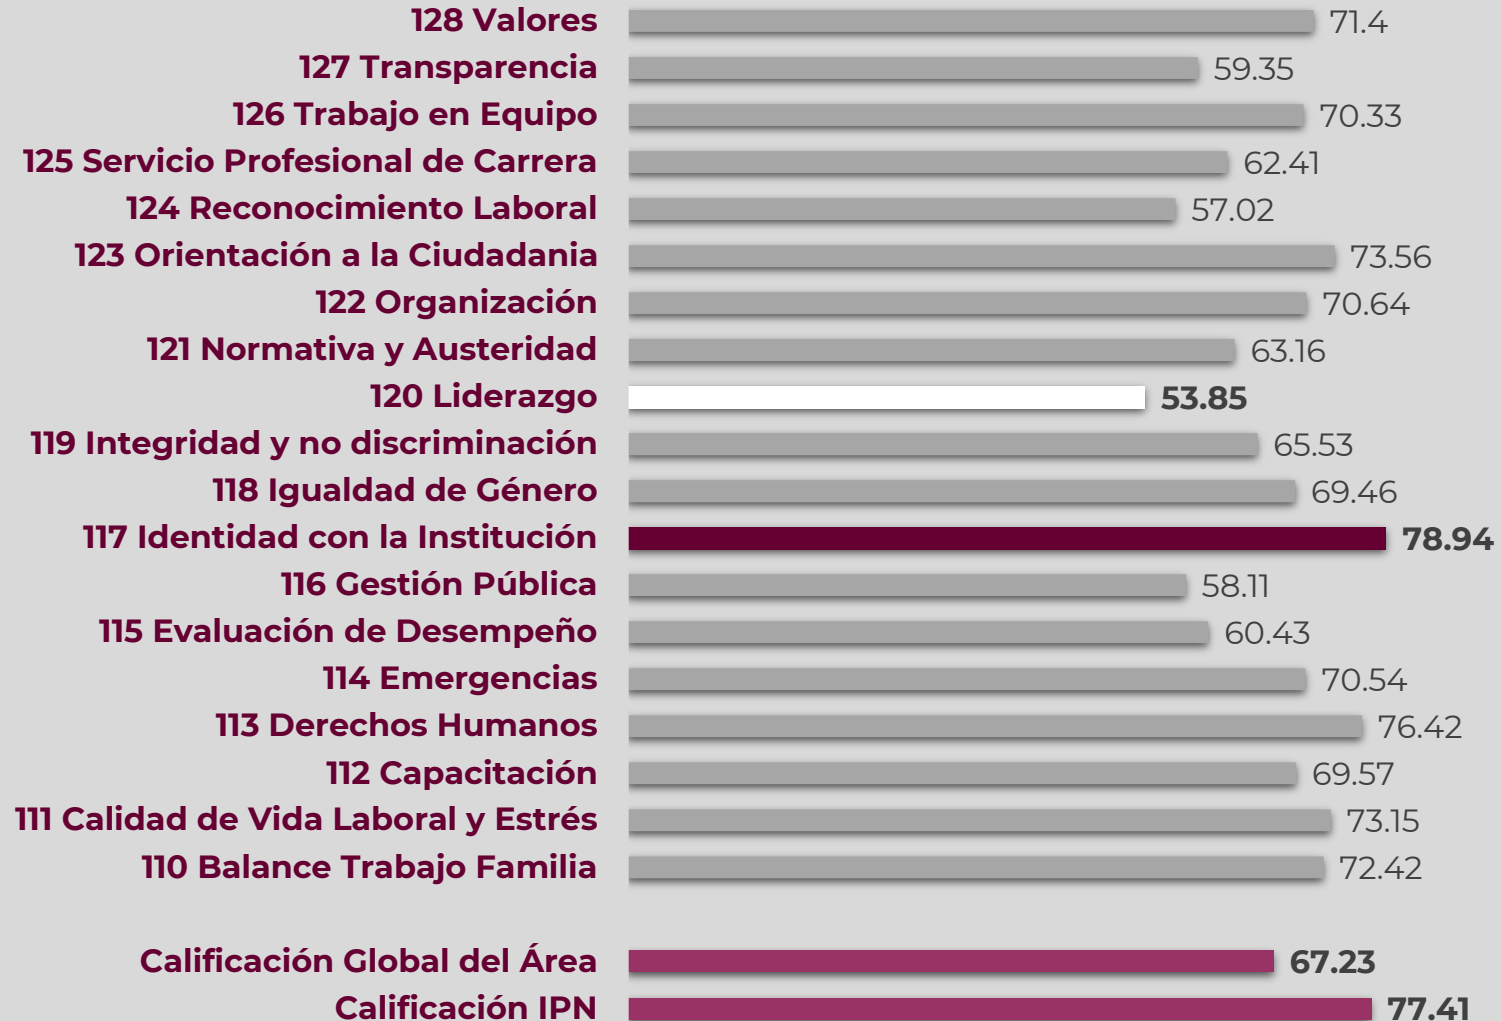 128 Valores 71.4
127 Transparencia 59.35
126 Trabajo en Equipo 70.33
125 Servicio Profesional de Carrera 62.41
124 Reconocimiento Laboral 57.02
123 Orientación a la Ciudadania 73.56
122 Organización 70.64
121 Normativa y Austeridad 63.16
120 Liderazgo 53.85
119 Integridad y no discriminación 65.53
118 Igualdad de Género 69.46
117 Identidad con la Institución 78.94
116 Gestión Pública 58.11
115 Evaluación de Desempeño 60.43
114 Emergencias 70.54
113 Derechos Humanos 76.42
112 Capacitación 69.57
111 Calidad de Vida Laboral y Estrés 73.15
110 Balance Trabajo Familia 72.42
Calificación Global del Área 67.23
Calificación IPN 77.41